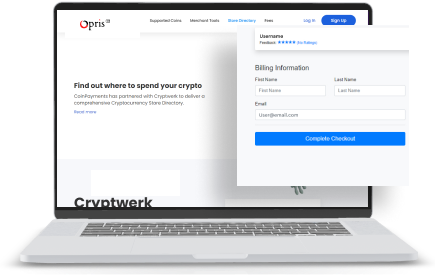 Opris
Supported Coins Merchant Tools Store Directory Fees Log In Sign Up
Find out where to spend your crypto
CoinPayments has partnered with Cryptwerk to deliver a
comprehensive Cryptocurrency Store Directory.
Read more
Cryptwerk
Username
Feedback: ★★★★★ (No Ratings)
Billing Information
First Name Last Name
First Name Last Name
Email
User@email.com
Complete Checkout